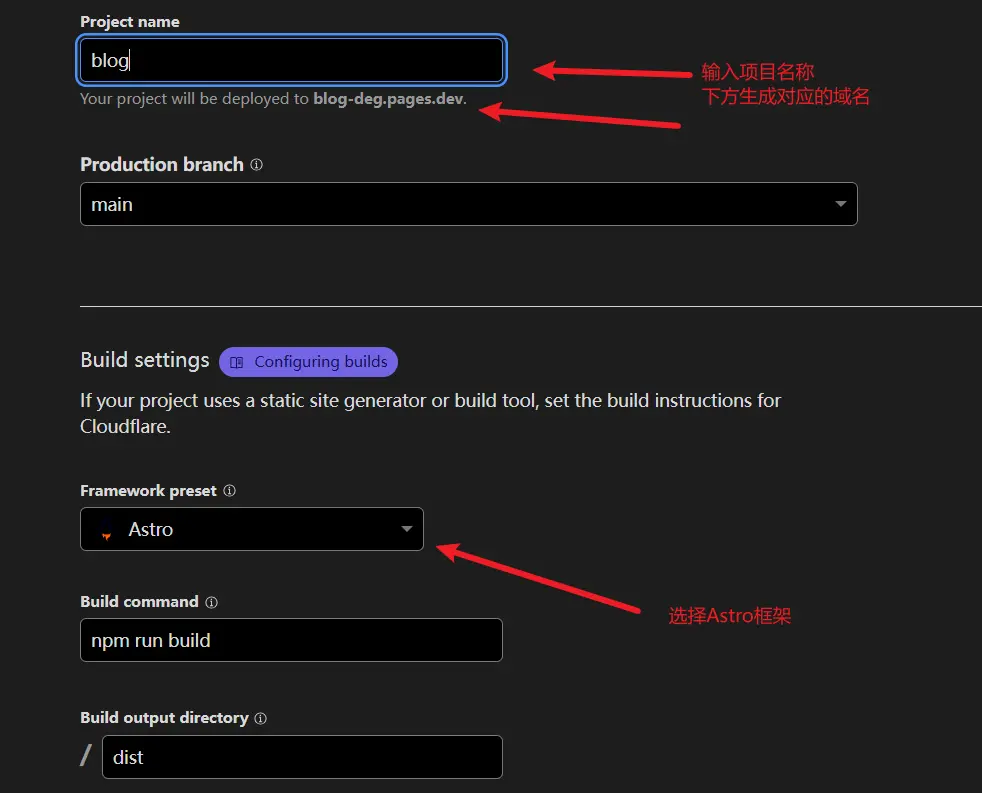 Project name
blog
Your project will be deployed to blog-deg.pages.dev.
输入项目名称
下方生成对应的域名
Production branch
main
Build settings
Configuring builds
If your project uses a static site generator or build tool, set the build instructions for
Cloudflare.
Framework preset
Astro
选择Astro框架
Build command
npm run build
Build output directory
/ dist